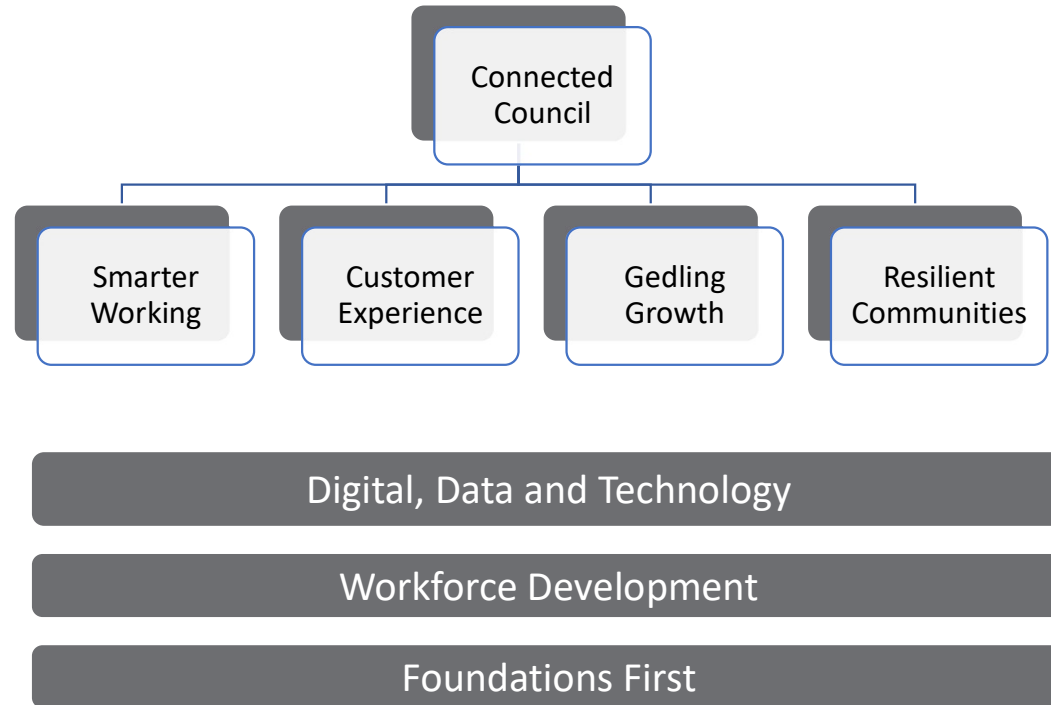 Connected
Council
Smarter
Working
Customer
Experience
Gedling
Growth
Resilient
Communities
Digital, Data and Technology
Workforce Development
Foundations First